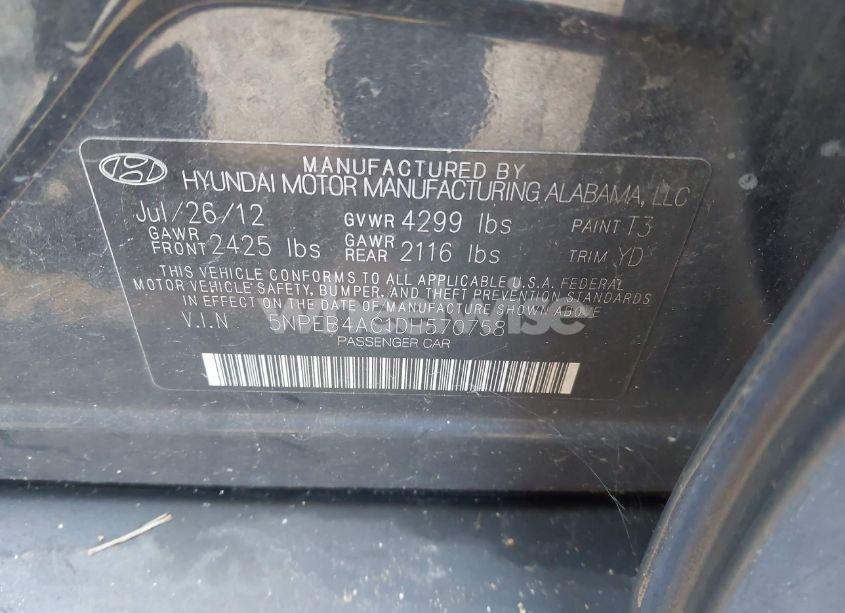 MANUFACTURED BY
HYUNDAI MOTOR MANUFACTURING ALABAMA, LLC
Jul/26/12 GVWR 4299 lbs PAINT T3
GAWR FRONT 2425 lbs GAWR REAR 2116 lbs TRIM YD
THIS VEHICLE CONFORMS TO ALL APPLICABLE U.S.A. FEDERAL
MOTOR VEHICLE SAFETY, BUMPER, AND THEFT PREVENTION STANDARDS
IN EFFECT ON THE DATE OF MANUFACTURE SHOWN ABOVE
V.I.N 5NPEB4AC1DH570758
PASSENGER CAR